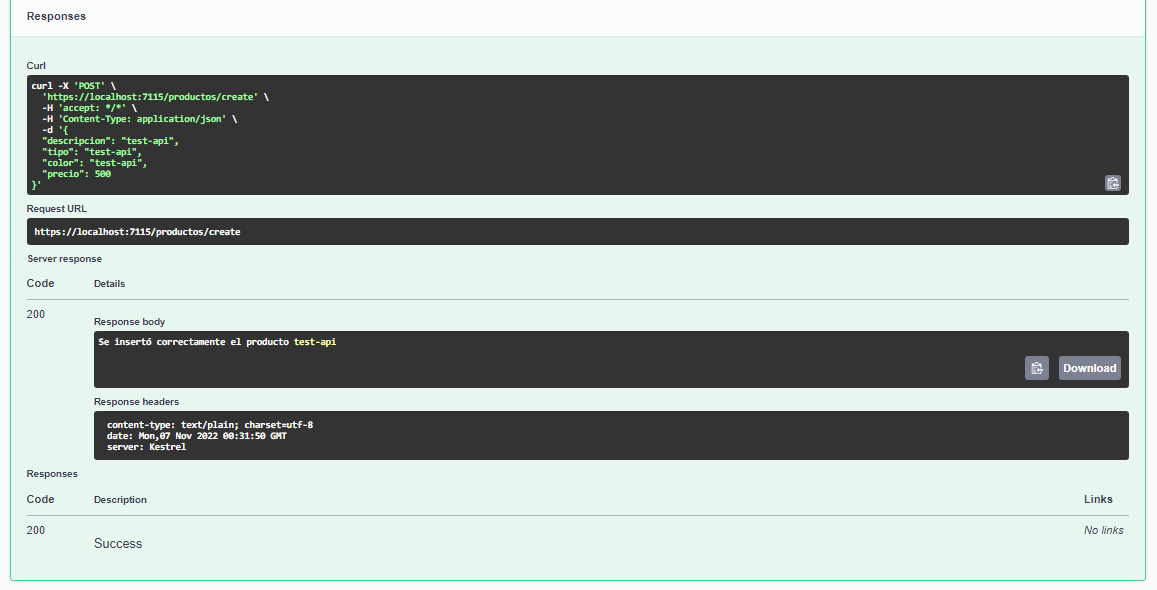 Responses
Curl
curl -X 'POST' \
  'https://localhost:7115/productos/create' \
  -H 'accept: */*' \
  -H 'Content-Type: application/json' \
  -d '{
  "descripcion": "test-api",
  "tipo": "test-api",
  "color": "test-api",
  "precio": 500
}'
Request URL
https://localhost:7115/productos/create
Server response
Code Details
200
Response body
Se insertó correctamente el producto test-api
Download
Response headers
content-type: text/plain; charset=utf-8
date: Mon,07 Nov 2022 00:31:50 GMT
server: Kestrel
Responses
Code Description Links
200 No links
Success